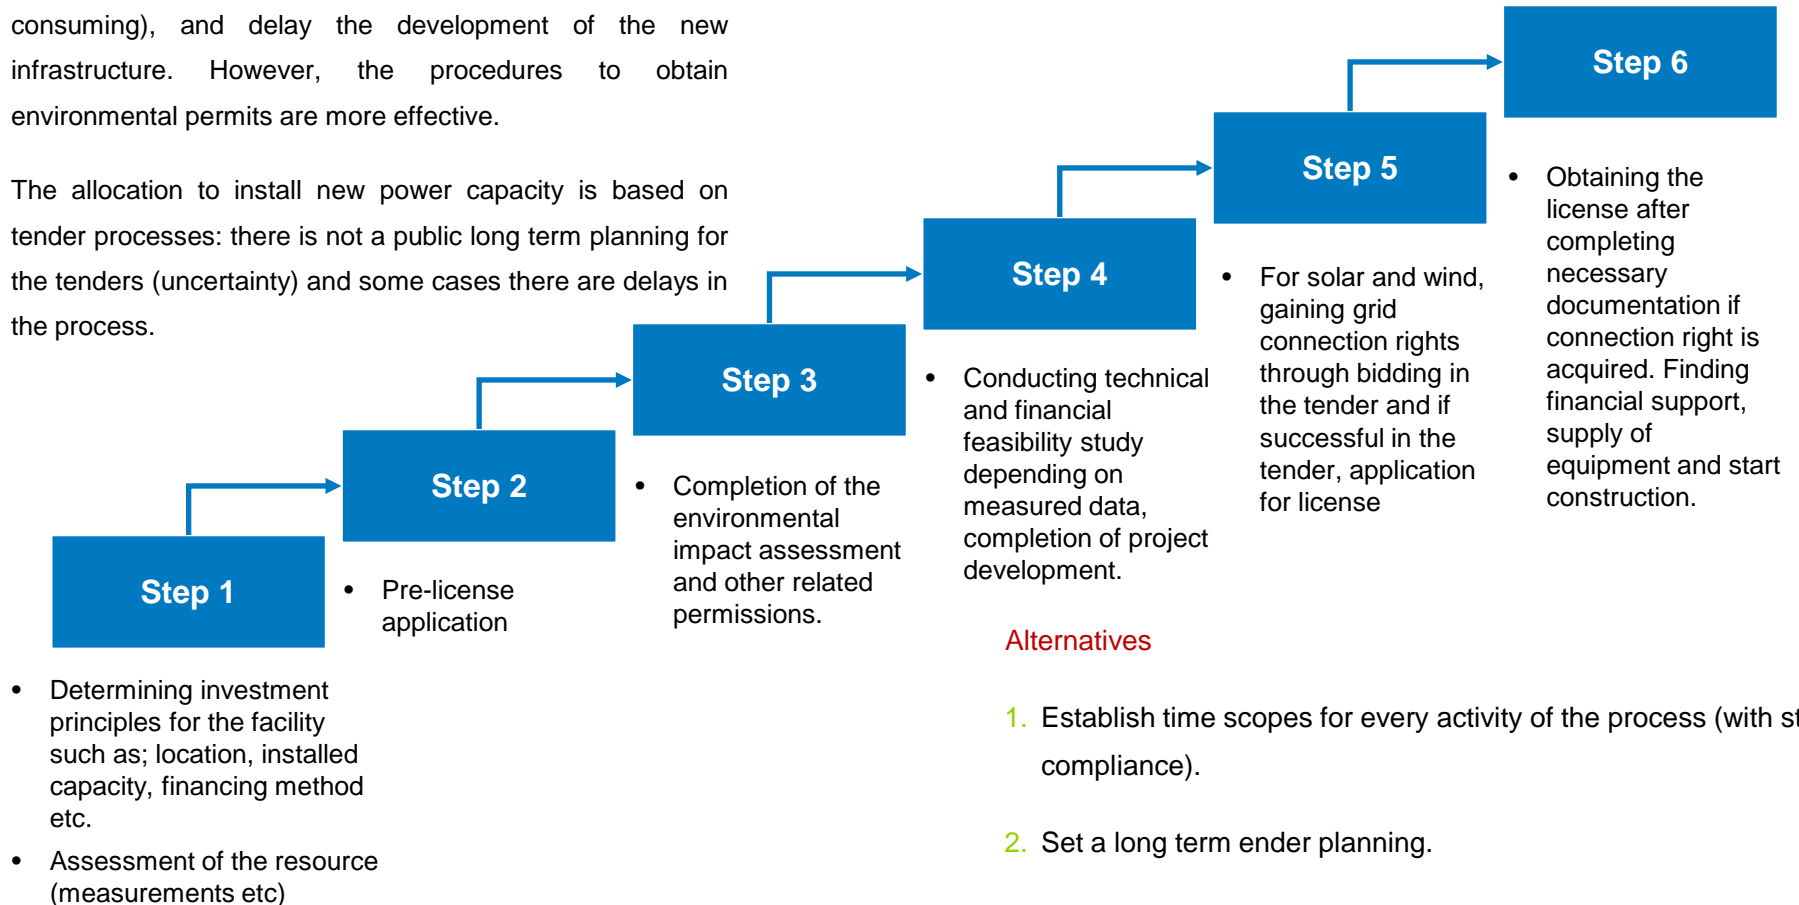 consuming), and delay the development of the new
infrastructure. However, the procedures to obtain
environmental permits are more effective.
The allocation to install new power capacity is based on
tender processes: there is not a public long term planning for
the tenders (uncertainty) and some cases there are delays in
the process.
Step 1
• Determining investment
principles for the facility
such as; location, installed
capacity, financing method
etc.
• Assessment of the resource
(measurements etc)
Step 2
• Pre-license
application
Step 3
• Completion of the
environmental
impact assessment
and other related
permissions.
Step 4
• Conducting technical
and financial
feasibility study
depending on
measured data,
completion of project
development.
Step 5
• For solar and wind,
gaining grid
connection rights
through bidding in
the tender and if
successful in the
tender, application
for license
Step 6
• Obtaining the
license after
completing
necessary
documentation if
connection right is
acquired. Finding
financial support,
supply of
equipment and start
construction.
Alternatives
1. Establish time scopes for every activity of the process (with
compliance).
2. Set a long term ender planning.